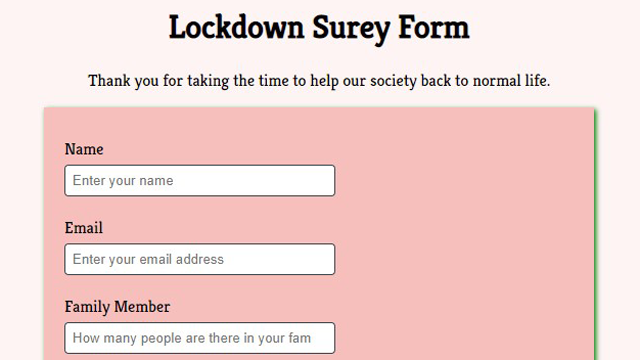 Lockdown Surey Form
Thank you for taking the time to help our society back to normal life.
Name
Enter your name
Email
Enter your email address
Family Member
How many people are there in your fam